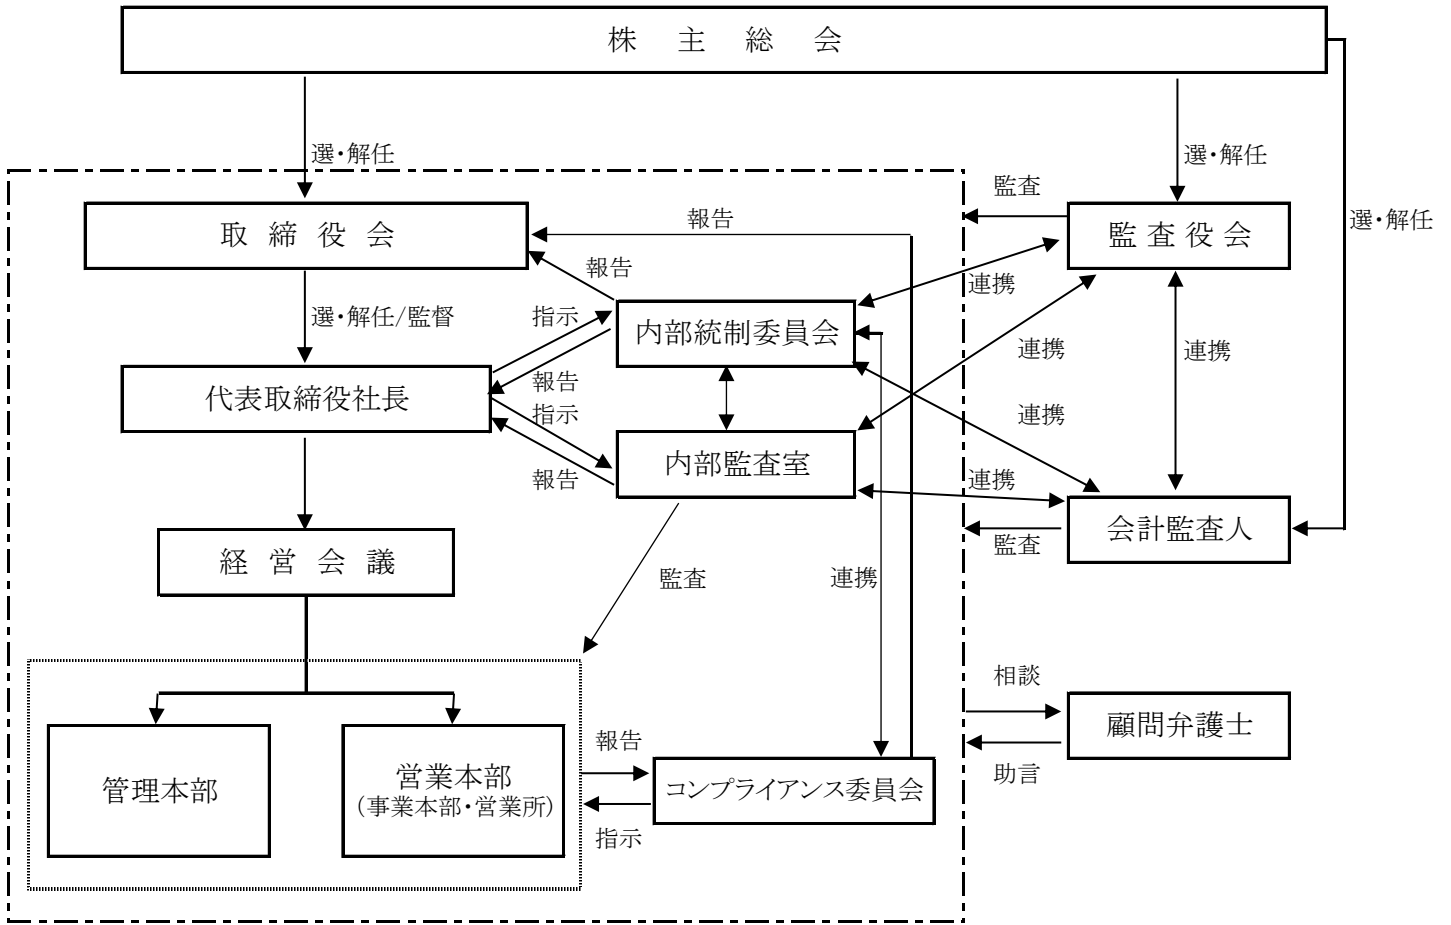 株主総会
選・解任
選・解任
監査
選・解任
報告
取締役会
監査役会
報告
連携
選・解任/監督
指示
内部統制委員会
連携
連携
報告
代表取締役社長
指示
連携
内部監査室
報告
連携
会計監査人
監査
経営会議
監査
連携
相談
顧問弁護士
報告
助言
管理本部
営業本部
(事業本部・営業所)
コンプライアンス委員会
指示